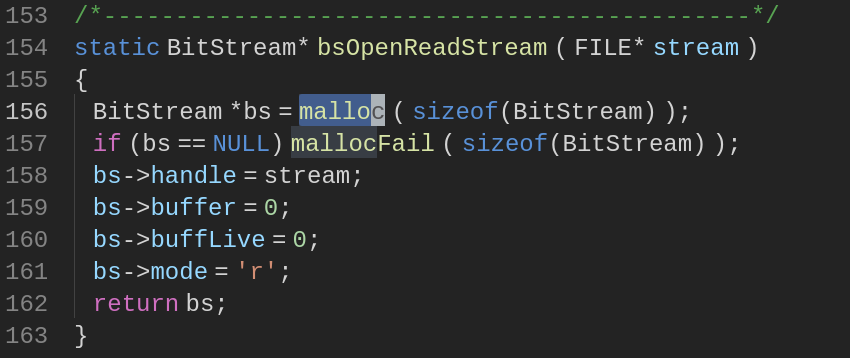 153 /*---------------------------------------------*/
154 static BitStream* bsOpenReadStream ( FILE* stream )
155 {
156 BitStream *bs = malloc ( sizeof(BitStream) );
157 if (bs == NULL) mallocFail ( sizeof(BitStream) );
158 bs->handle = stream;
159 bs->buffer = 0;
160 bs->buffLive = 0;
161 bs->mode = 'r';
162 return bs;
163 }